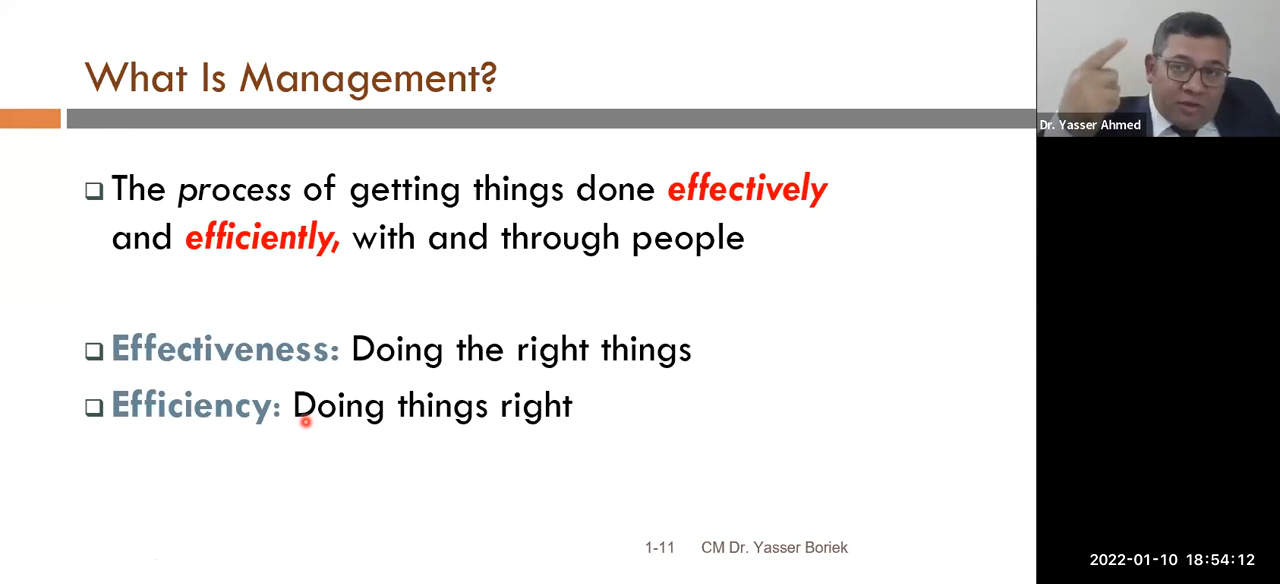 What Is Management?
The process of getting things done effectively
and efficiently, with and through people
Effectiveness: Doing the right things
Efficiency: Doing things right
1-11 CM Dr. Yasser Boriek
Dr. Yasser Ahmed
2022-01-10 18:54:12